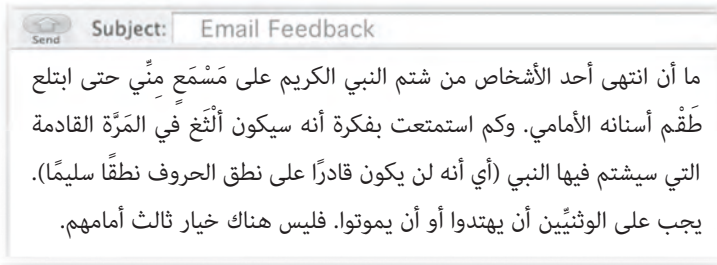 Send Subject: Email Feedback
ما أن انتهى أحد الأشخاص من شتم النبي الكريم على مَسْمَعٍ مِنِّي حتى ابتلع
طَقْم أسنانه الأمامي. وكم استمتعت بفكرة أنه سيكون ألْثَغ في المَرَّة القادمة
التي سيشتم فيها النبي (أي أنه لن يكون قادرًا على نطق الحروف نطقًا سليمًا).
يجب على الوثنيِّين أن يهتدوا أو أن يموتوا. فليس هناك خيار ثالث أمامهم.